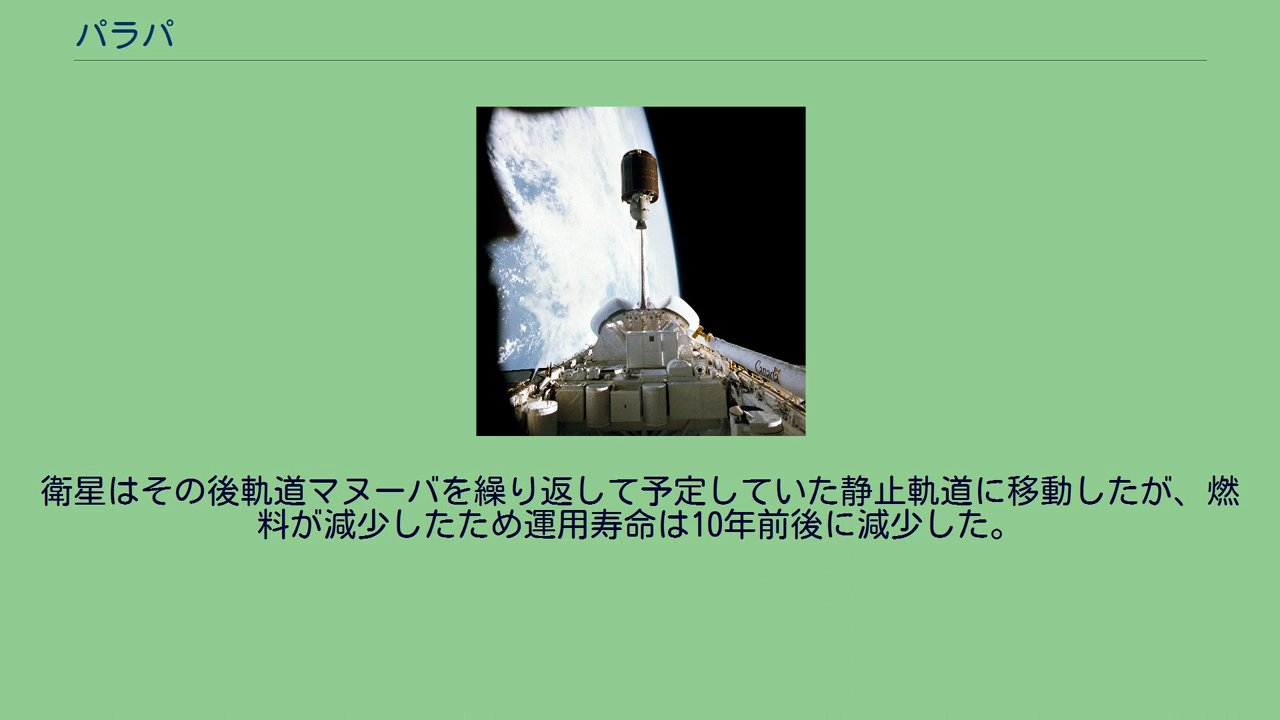 パラパ
Canada
衛星はその後軌道マヌーバを繰り返して予定していた静止軌道に移動したが、燃
料が減少したため運用寿命は10年前後に減少した。